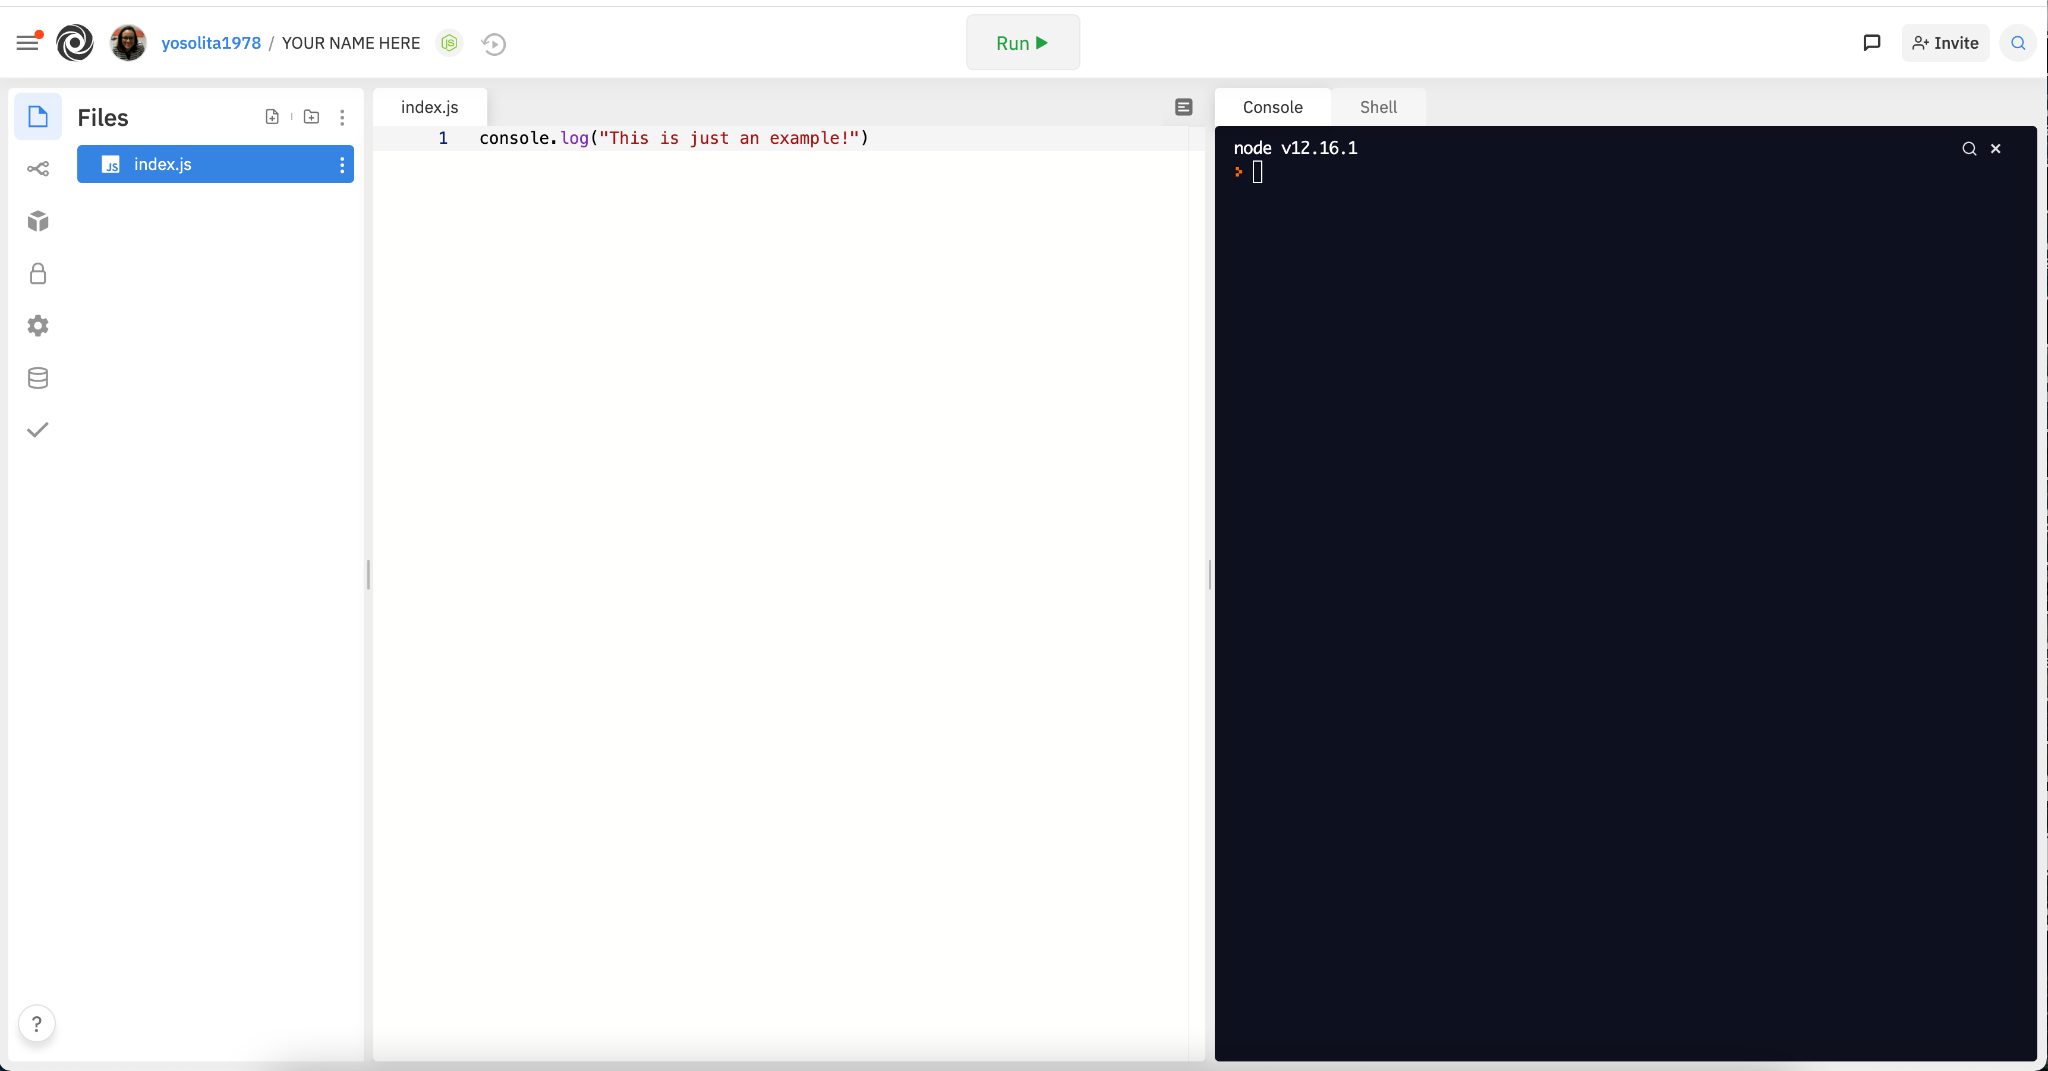 yosolita1978 / YOUR NAME HERE
Run
Invite
Files
index.js
index.js
1 console.log("This is just an example!")
Console
Shell
node v12.16.1
?